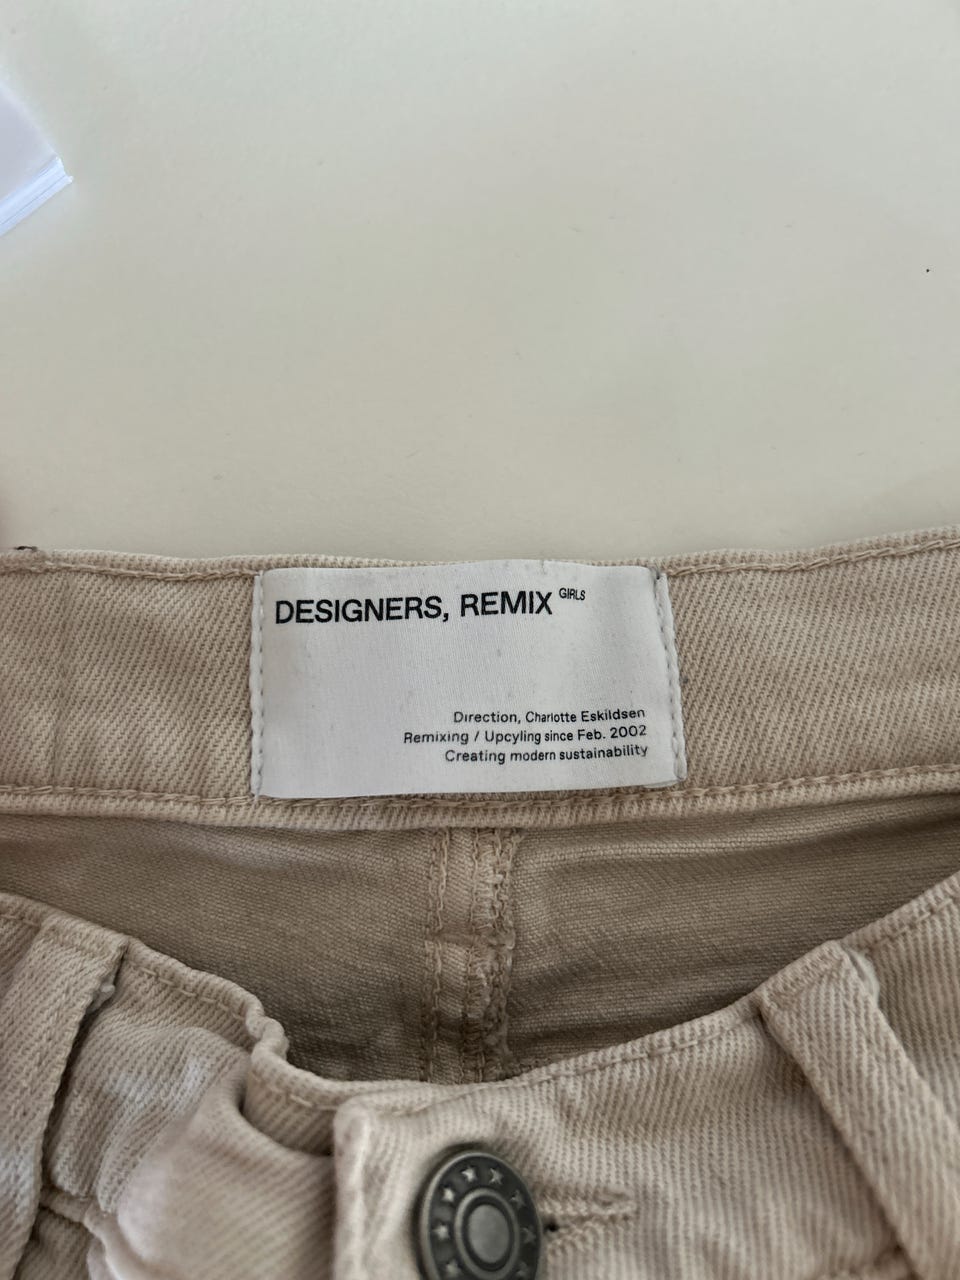 DESIGNERS, REMIX GIRLS
Direction, Charlotte Eskildsen
Remixing / Upcyling since Feb. 2002
Creating modern sustainability